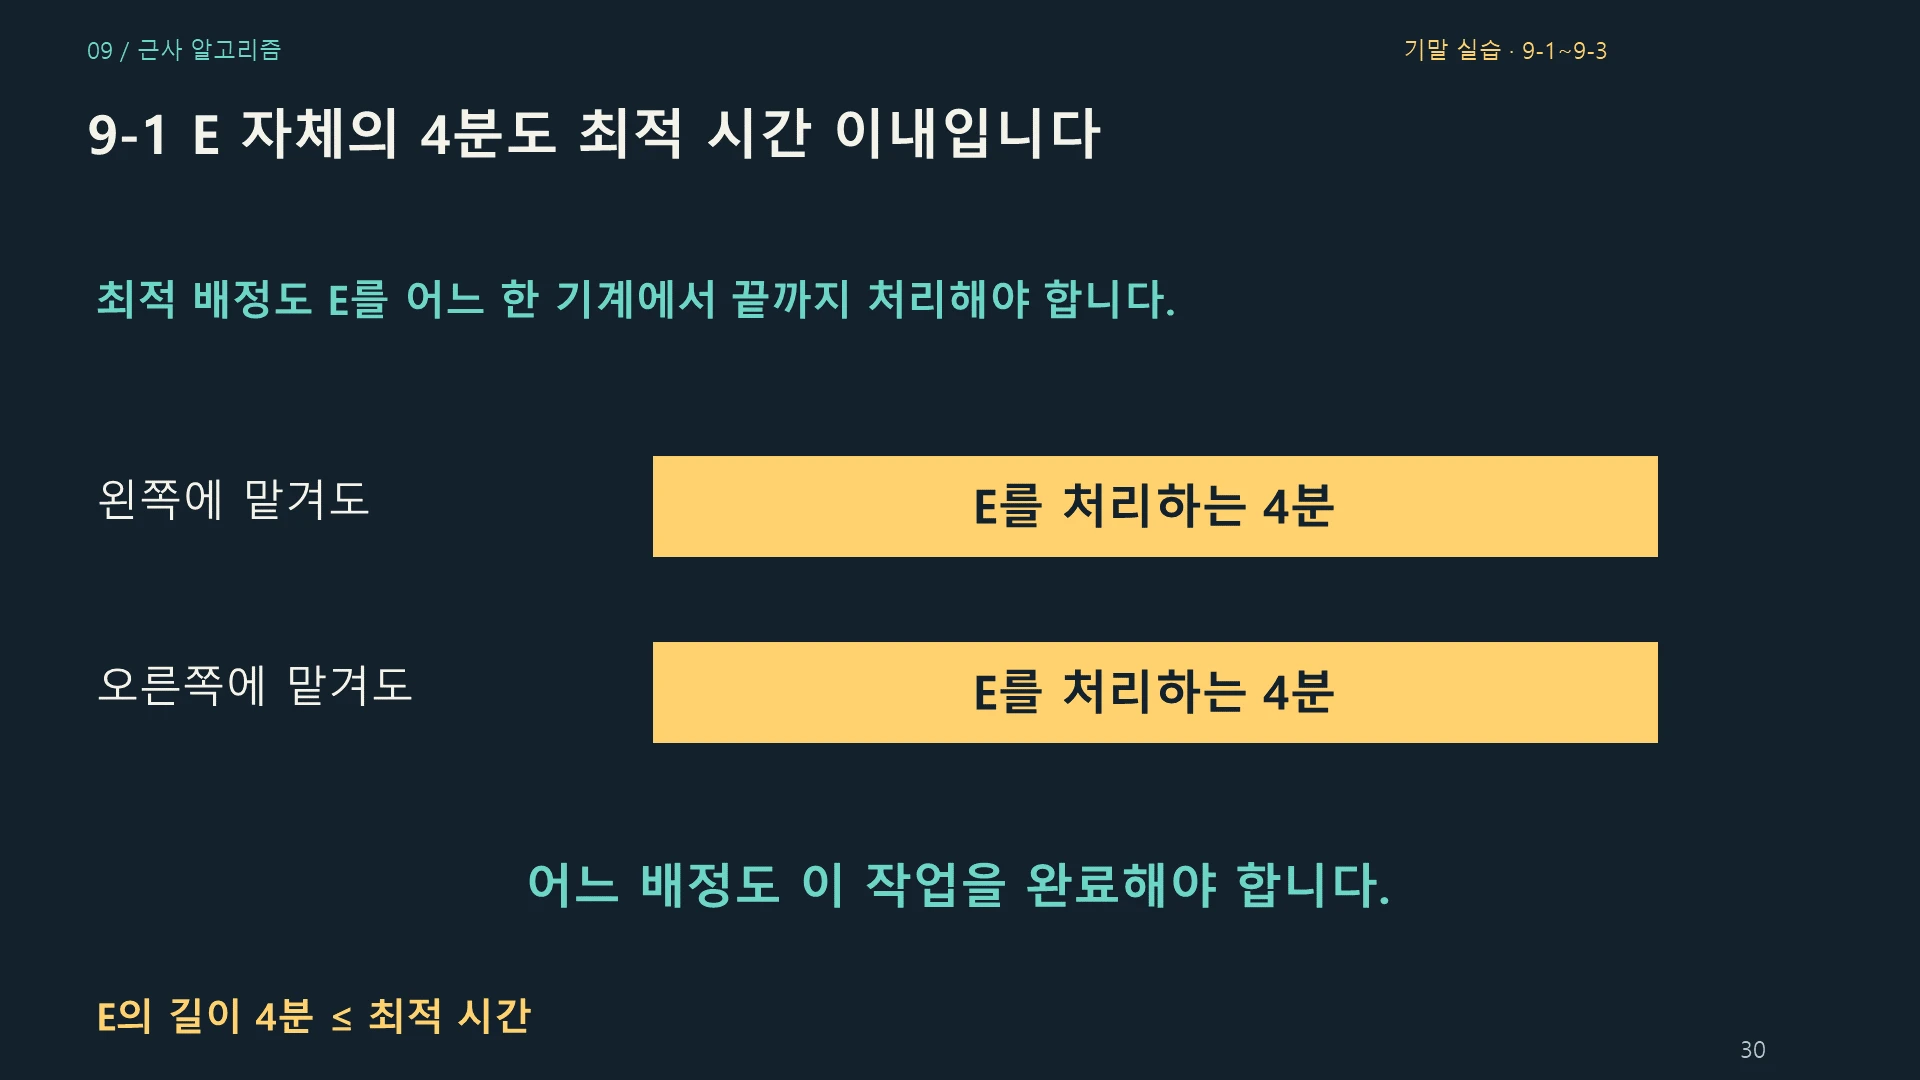 09 / 근사 알고리즘
기말 실습 · 9-1~9-3
9-1 E 자체의 4분도 최적 시간 이내입니다
최적 배정도 E를 어느 한 기계에서 끝까지 처리해야 합니다.
왼쪽에 맡겨도
E를 처리하는 4분
오른쪽에 맡겨도
E를 처리하는 4분
어느 배정도 이 작업을 완료해야 합니다.
E의 길이 4분 ≤ 최적 시간
30